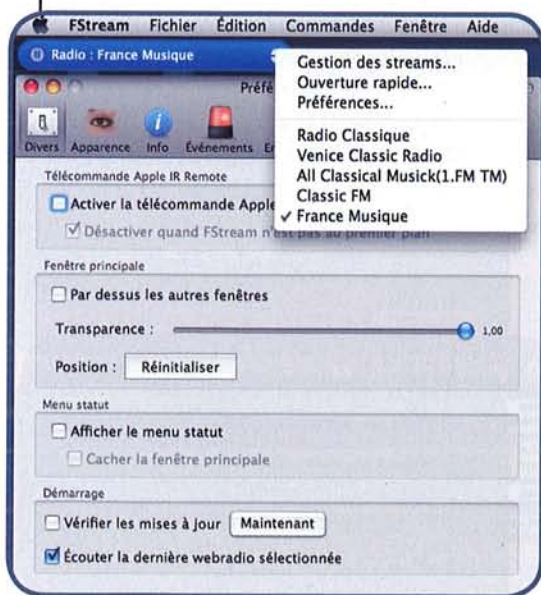 FStream Fichier Édition Commandes Fenêtre Aide
Radio : France Musique
Préfé
Gestion des streams...
Ouverture rapide...
Préférences...
Radio Classique
Venice Classic Radio
All Classical Musick(1.FM TM)
Classic FM
✓ France Musique
Divers Apparence Info Événements
Télécommande Apple IR Remote
Activer la télécommande Apple
Désactiver quand FStream n'est pas au premier plan
Fenêtre principale
Par dessus les autres fenêtres
Transparence : 1,00
Position : Réinitialiser
Menu statut
Afficher le menu statut
Cacher la fenêtre principale
Démarrage
Vérifier les mises à jour Maintenant
Écouter la dernière webradio sélectionnée